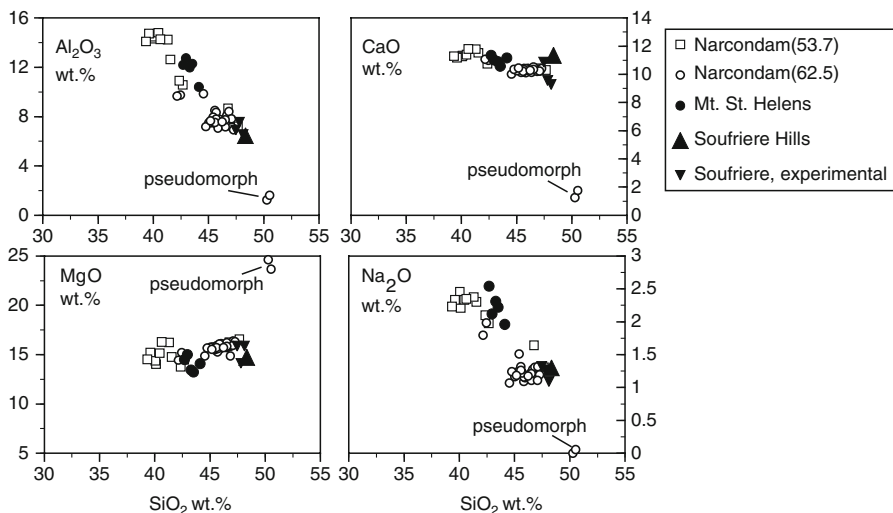 Al₂O₃
wt.%
16
12
8
4
0
pseudomorph
30 35 40 45 50 55
CaO
wt.%
14
12
10
8
6
4
2
0
pseudomorph
30 35 40 45 50 55
□ Narcondam(53.7)
○ Narcondam(62.5)
● Mt. St. Helens
▲ Soufriere Hills
▼ Soufriere, experimental
MgO
wt.%
25
20
15
10
5
pseudomorph
30 35 40 45 50 55
SiO₂ wt.%
Na₂O
wt.%
3
2.5
2
1.5
1
0.5
0
pseudomorph
30 35 40 45 50 55
SiO₂ wt.%